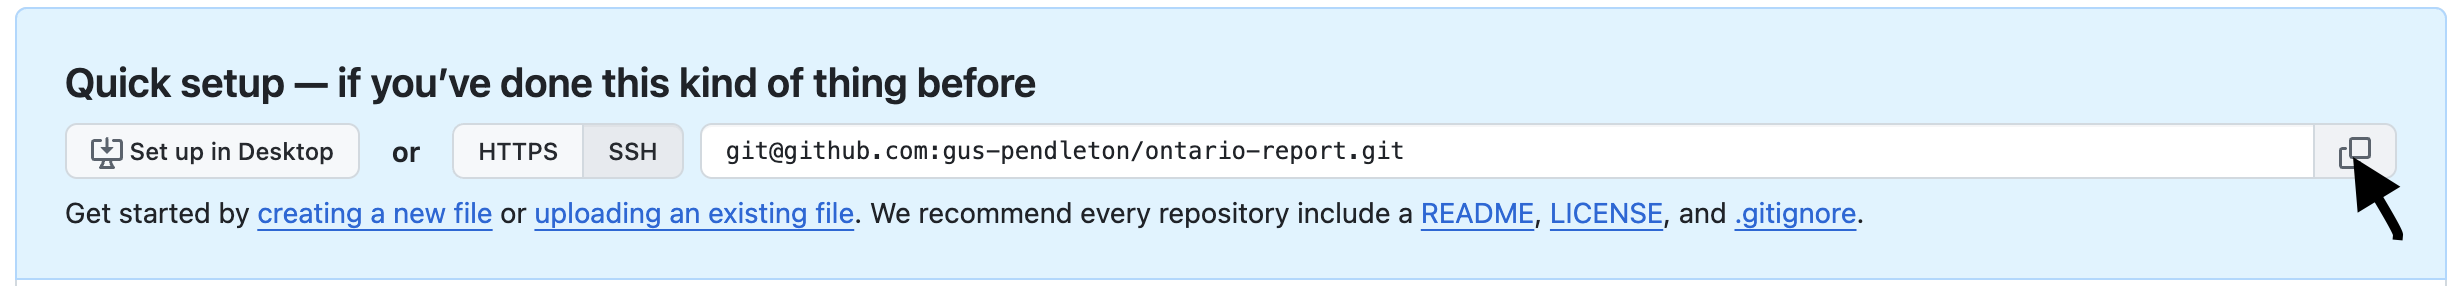 Quick setup — if you’ve done this kind of thing before
Set up in Desktop or HTTPS SSH git@github.com:gus-pendleton/ontario-report.git
Get started by creating a new file or uploading an existing file. We recommend every repository include a README, LICENSE, and .gitignore.